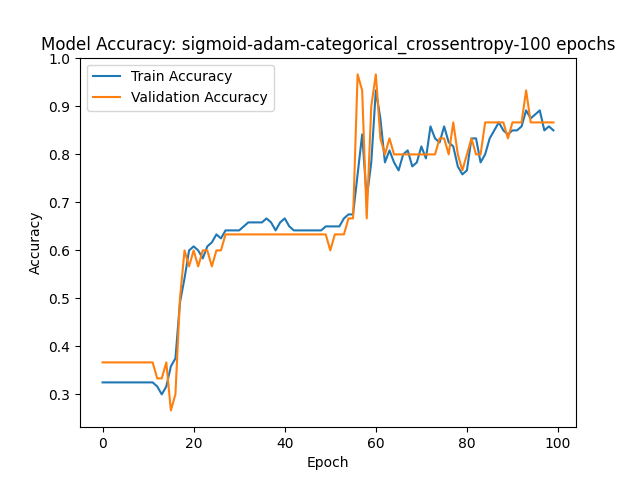 Model Accuracy: sigmoid-adam-categorical_crossentropy-100 epochs
Train Accuracy
Validation Accuracy
Accuracy
1.0
0.9
0.8
0.7
0.6
0.5
0.4
0.3
0 20 40 60 80 100
Epoch